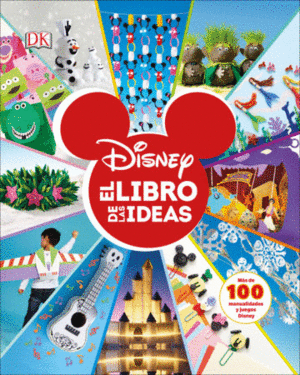 DK
Disney
EL LIBRO
DE LAS IDEAS
Más de
100
manualidades
y juegos
Disney